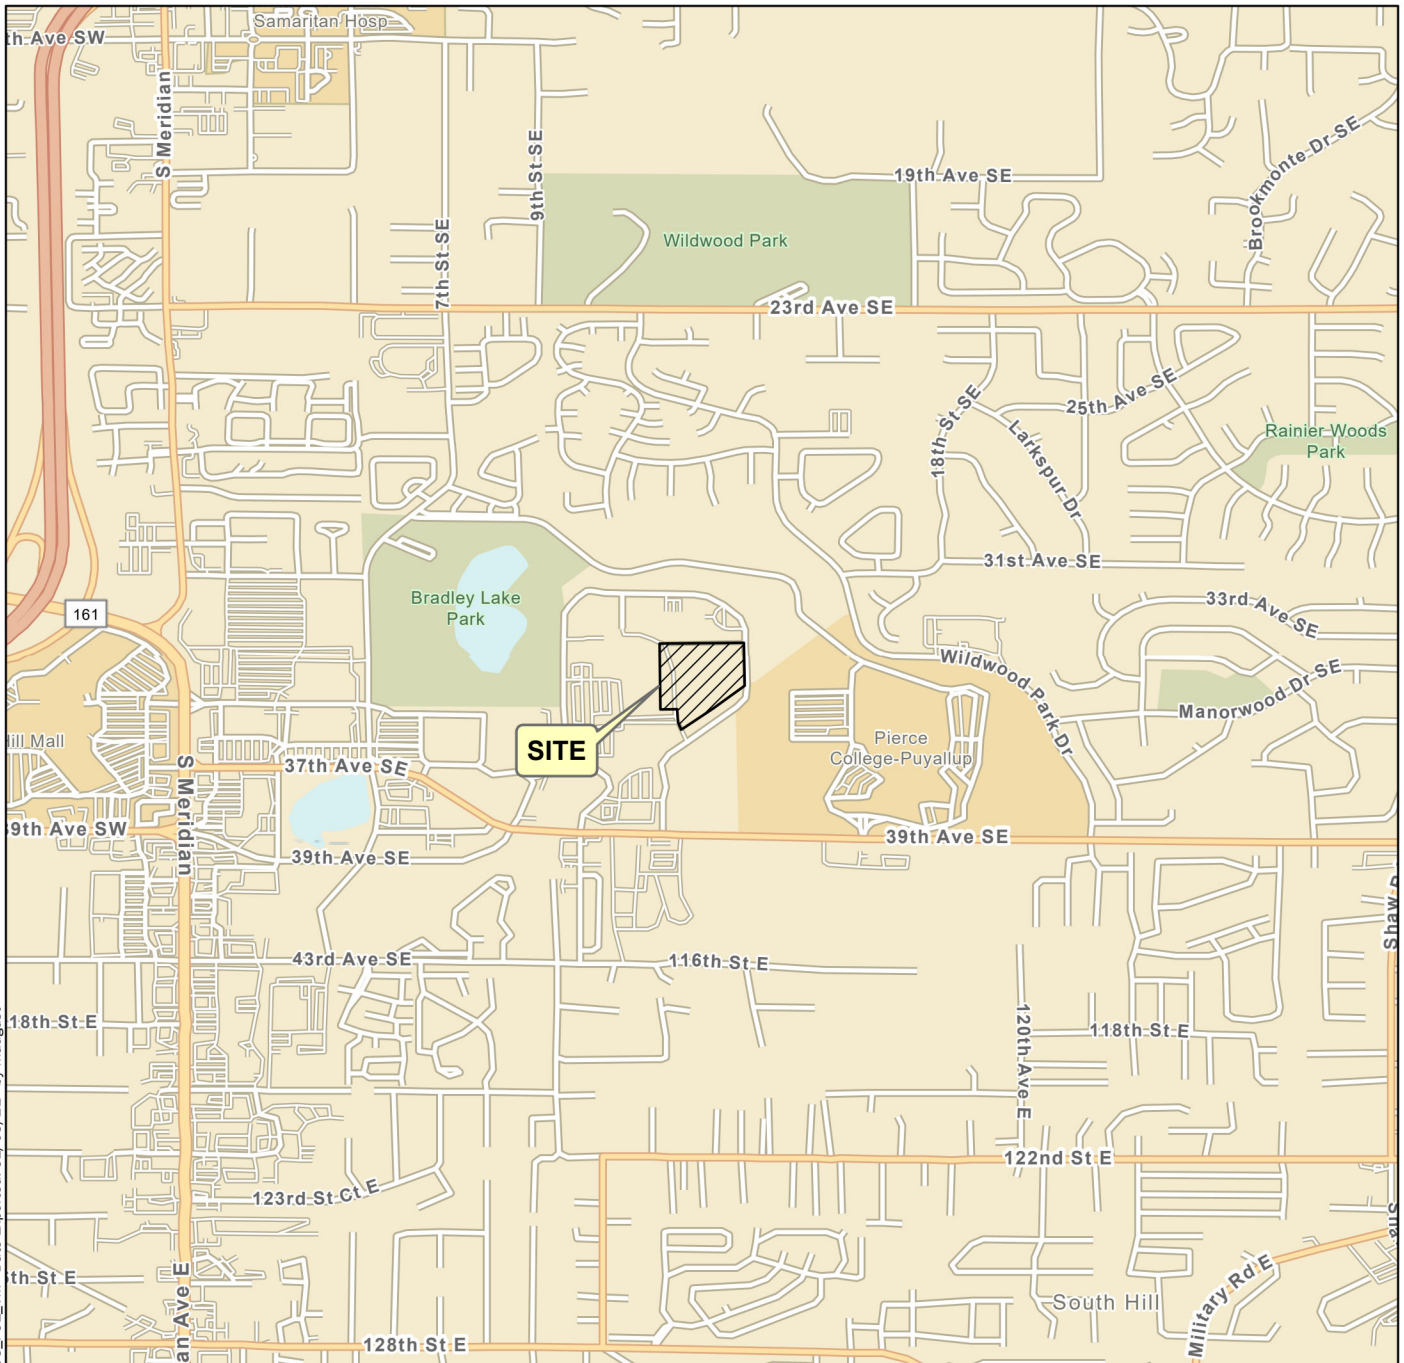 Samaritan Hosp
th Ave SW
S Meridian
9th St SE
19th Ave SE
Brookmonte Dr SE
7th St SE
Wildwood Park
23rd Ave SE
25th Ave SE
18th St SE
Larkspur Dr
Rainier Woods
Park
31st Ave SE
Bradley Lake
Park
161
33rd Ave SE
Wildwood Park Dr
Manorwood Dr SE
SITE
Pierce
College-Puyallup
ill Mall
37th Ave SE
S Meridian
39th Ave SW
39th Ave SE
39th Ave SE
Shaw R
43rd Ave SE
116th St E
18th St E
120th Ave E
118th St E
122nd St E
123rd St Ct E
Sha
th St E
an Ave E
Military Rd E
South Hill
128th St E